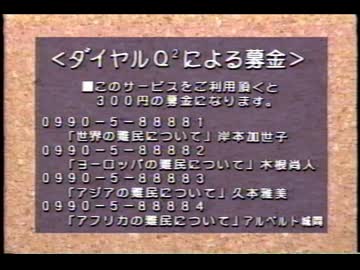 ＜ダイヤルQ²による募金＞
■このサービスをご利用頂くと
３００円の募金になります。
０９９０－５－８８８８１
「世界の難民について」岸本加世子
０９９０－５－８８８８２
「ヨーロッパの難民について」木根尚人
０９９０－５－８８８８３
「アジアの難民について」久本雅美
０９９０－５－８８８８４
「アフリカの難民について」アルベルト城間